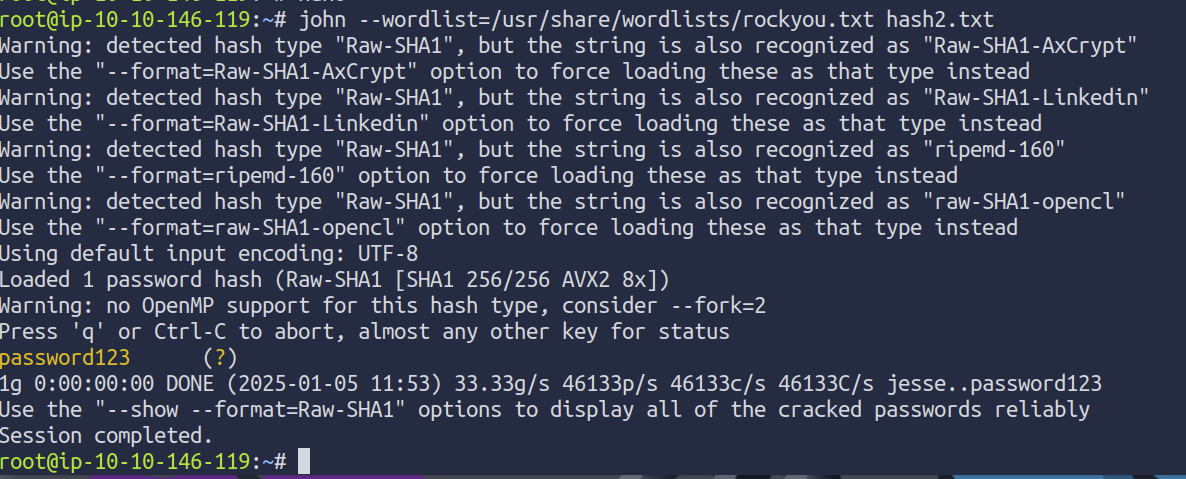 root@ip-10-10-146-119:~# john --wordlist=/usr/share/wordlists/rockyou.txt hash2.txt
Warning: detected hash type "Raw-SHA1", but the string is also recognized as "Raw-SHA1-AxCrypt"
Use the "--format=Raw-SHA1-AxCrypt" option to force loading these as that type instead
Warning: detected hash type "Raw-SHA1", but the string is also recognized as "Raw-SHA1-Linkedin"
Use the "--format=Raw-SHA1-Linkedin" option to force loading these as that type instead
Warning: detected hash type "Raw-SHA1", but the string is also recognized as "ripemd-160"
Use the "--format=ripemd-160" option to force loading these as that type instead
Warning: detected hash type "Raw-SHA1", but the string is also recognized as "raw-SHA1-opencl"
Use the "--format=raw-SHA1-opencl" option to force loading these as that type instead
Using default input encoding: UTF-8
Loaded 1 password hash (Raw-SHA1 [SHA1 256/256 AVX2 8x])
Warning: no OpenMP support for this hash type, consider --fork=2
Press 'q' or Ctrl-C to abort, almost any other key for status
password123      (?)
1g 0:00:00:00 DONE (2025-01-05 11:53) 33.33g/s 46133p/s 46133c/s 46133C/s jesse..password123
Use the "--show --format=Raw-SHA1" options to display all of the cracked passwords reliably
Session completed.
root@ip-10-10-146-119:~#